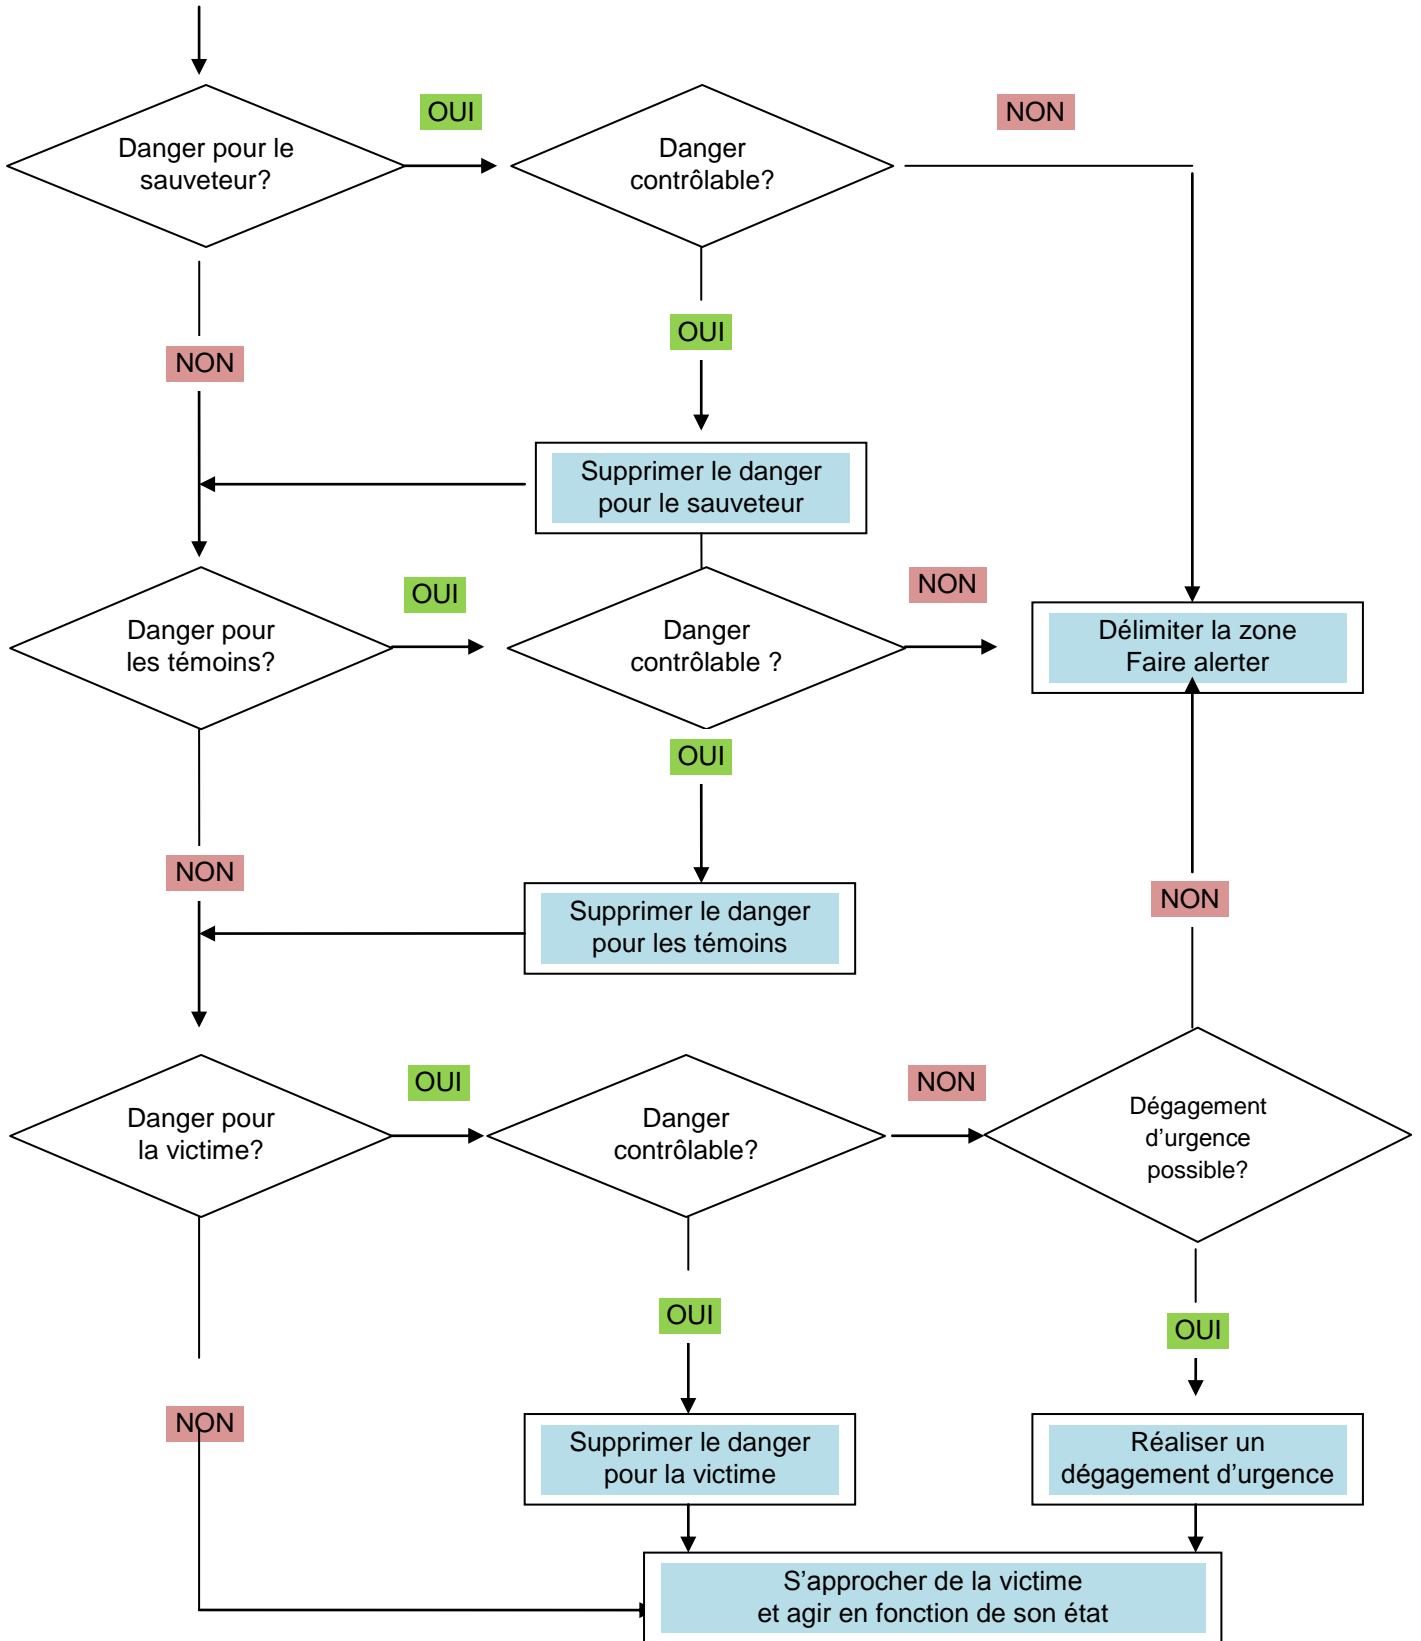 OUI
NON
Danger pour le
sauveteur?
Danger
contrôlable?
OUI
NON
Supprimer le danger
pour le sauveteur
OUI
NON
Danger pour
les témoins?
Danger
contrôlable ?
Délimiter la zone
Faire alerter
OUI
NON
NON
Supprimer le danger
pour les témoins
OUI
NON
Danger pour
la victime?
Danger
contrôlable?
Dégagement
d’urgence
possible?
OUI
OUI
NON
Supprimer le danger
pour la victime
Réaliser un
dégagement d’urgence
S’approcher de la victime
et agir en fonction de son état